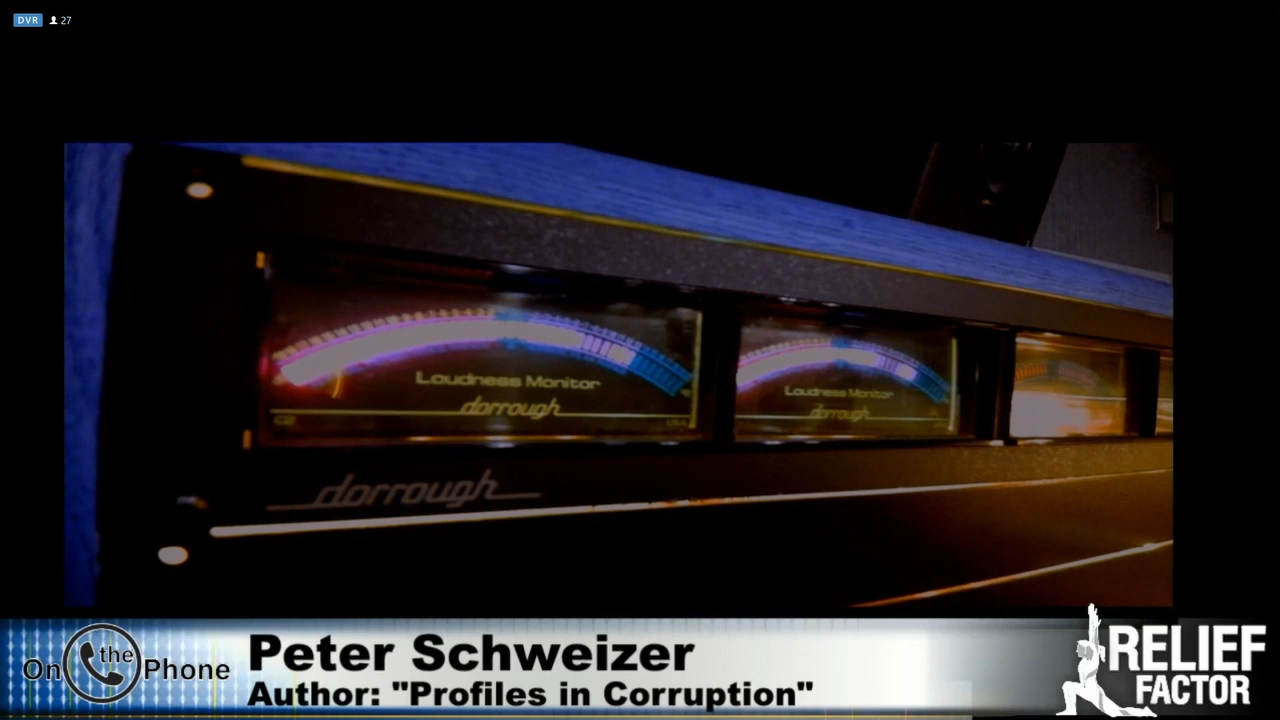 DVR 27
Loudness Monitor
dorrough
Loudness Monitor
dorrough
dorrough
On the Phone
Peter Schweizer
Author: "Profiles in Corruption"
RELIEF
FACTOR